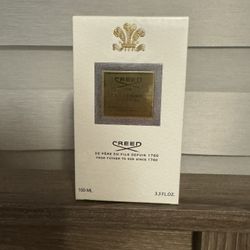 CREED
CREED
DE PÈRE EN FILS DEPUIS 1760
FROM FATHER TO SON SINCE 1760
100 ML
3.3 FL.OZ.